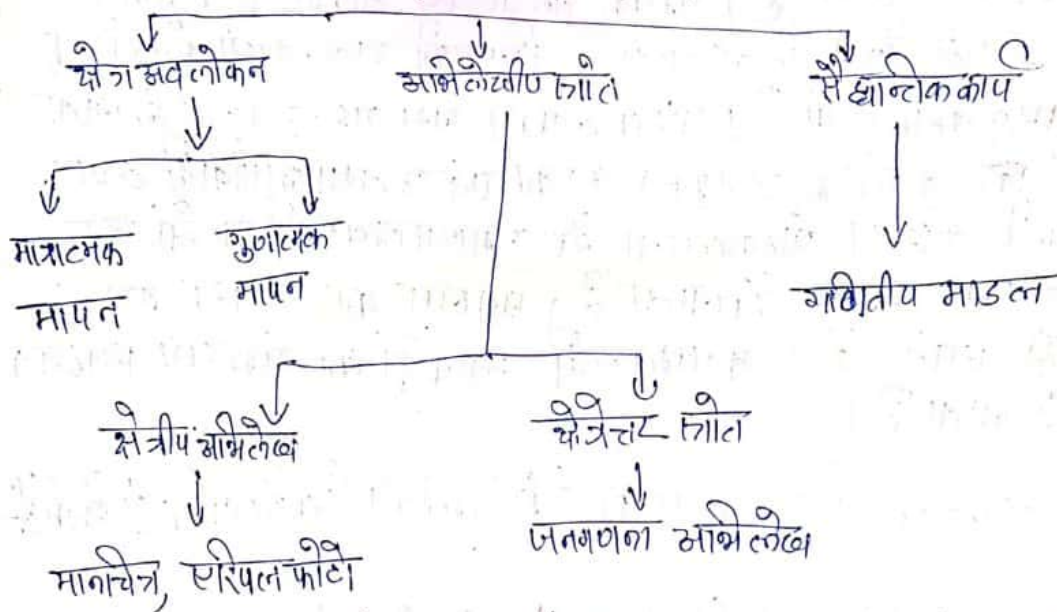 क्षेत्र अवलोकन
अभिलेखीय स्त्रोत
सैद्धान्तिक कार्य
मात्रात्मक मापन
गुणात्मक मापन
गणितीय माडल
क्षेत्रीय अभिलेख
क्षेत्रेत्तर स्त्रोत
मानचित्र, एरियल फोटो
जनगणना अभिलेख